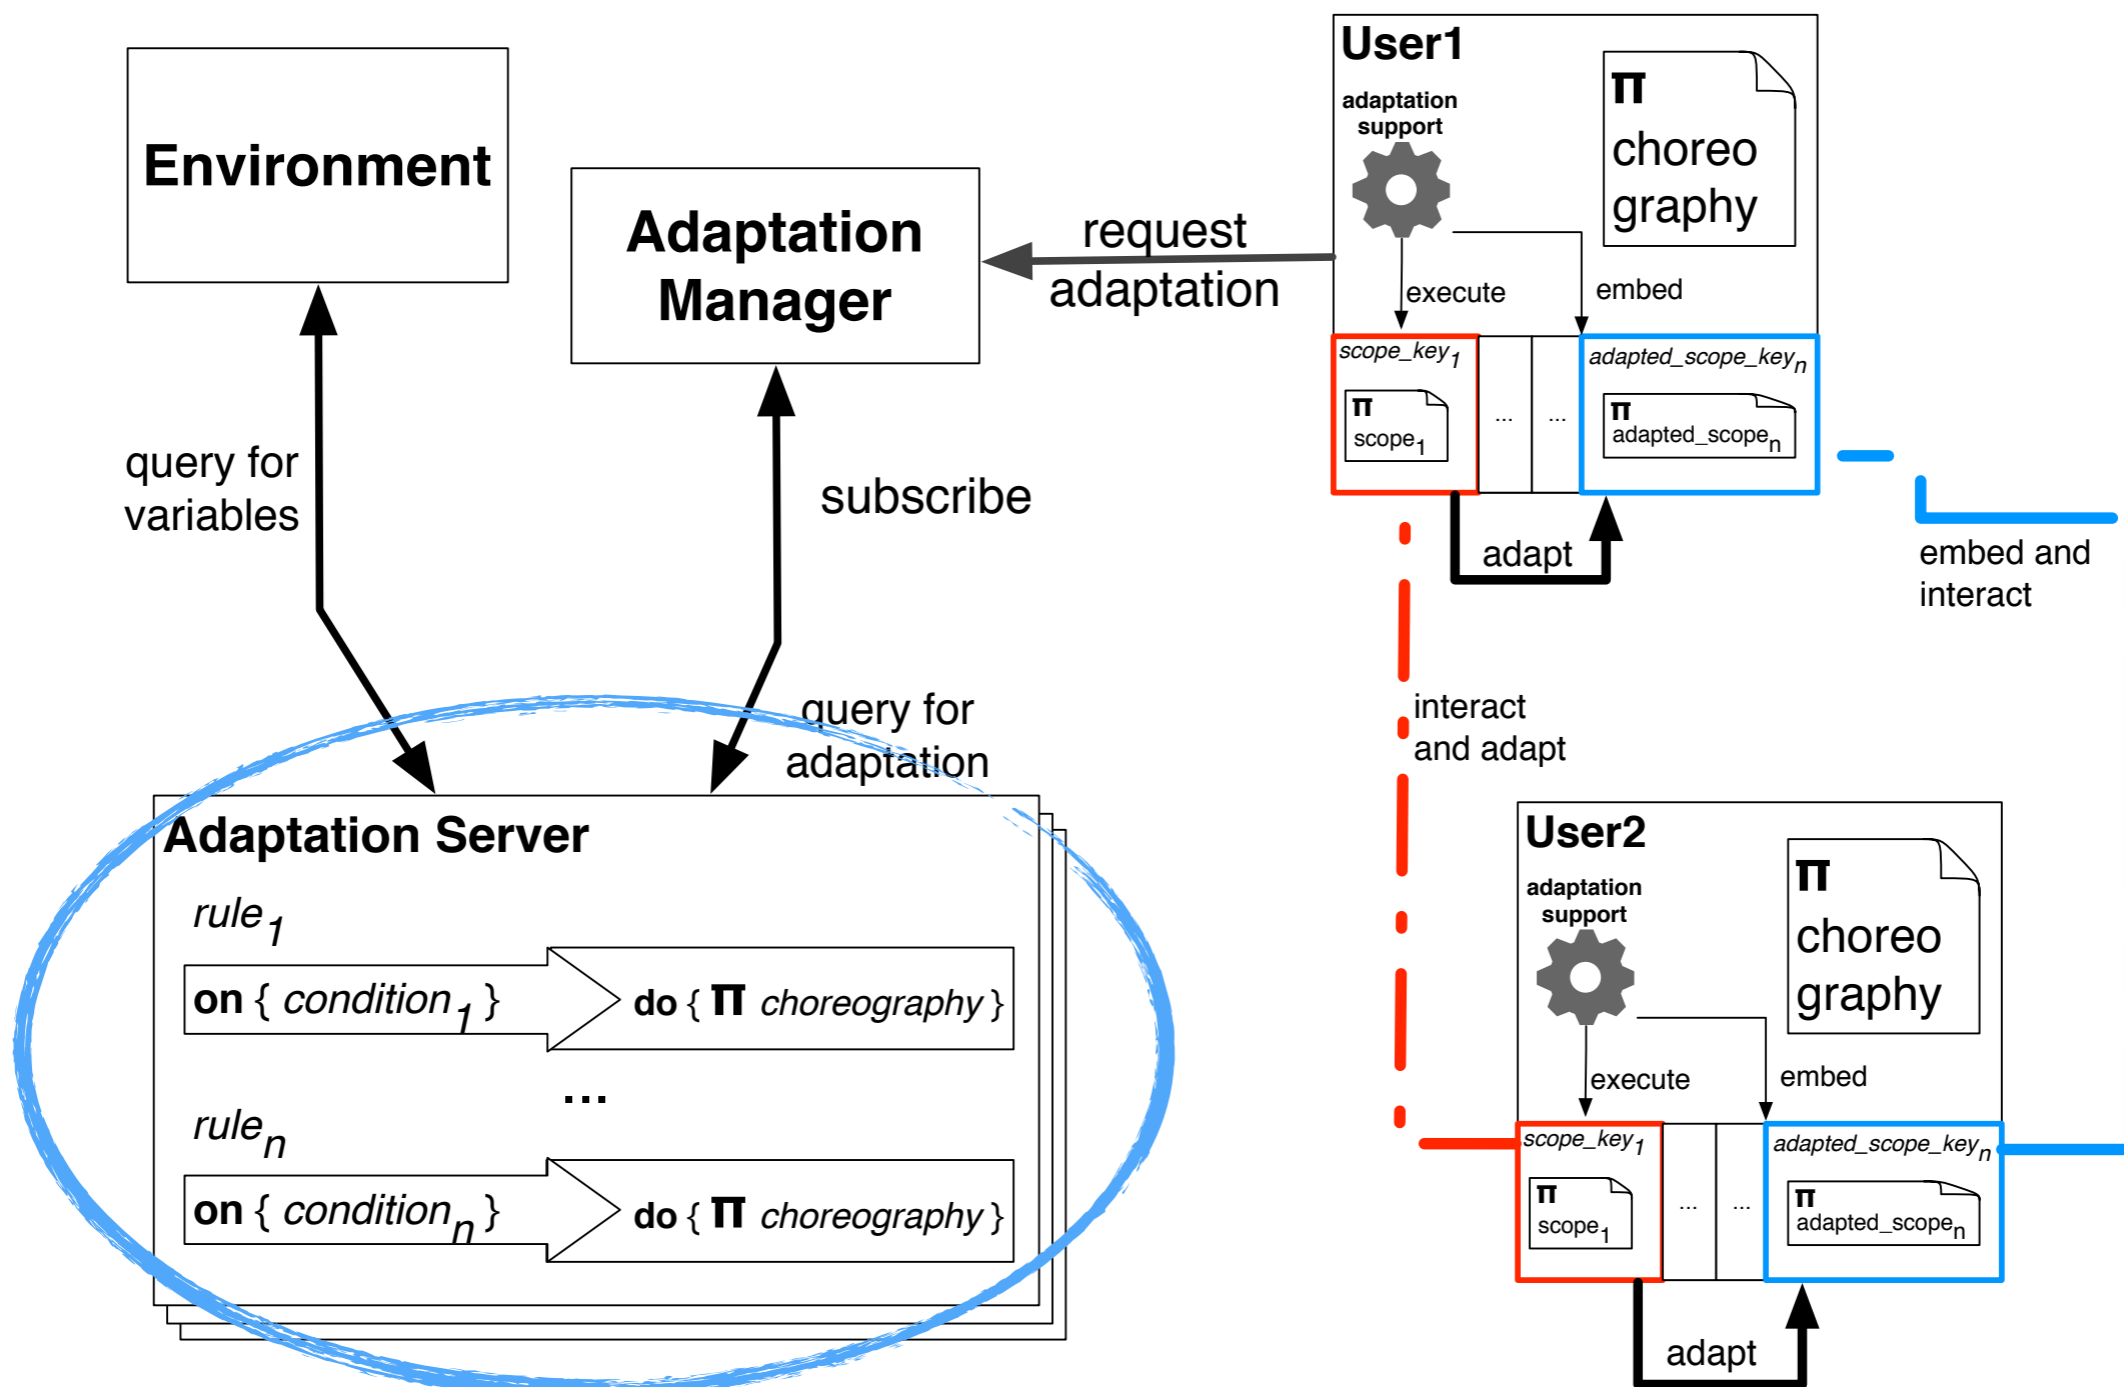 Environment
Adaptation
Manager
request
adaptation
query for
variables
subscribe
query for
adaptation
Adaptation Server
rule1
on { condition1 }
do { π choreography }
...
rulen
on { conditionn }
do { π choreography }
User1
adaptation
support
π
choreo
graphy
execute
embed
scope_key1
π
scope1
...
...
adapted_scope_keyn
π
adapted_scopen
adapt
embed and
interact
interact
and adapt
User2
adaptation
support
π
choreo
graphy
execute
embed
scope_key1
π
scope1
...
...
adapted_scope_keyn
π
adapted_scopen
adapt